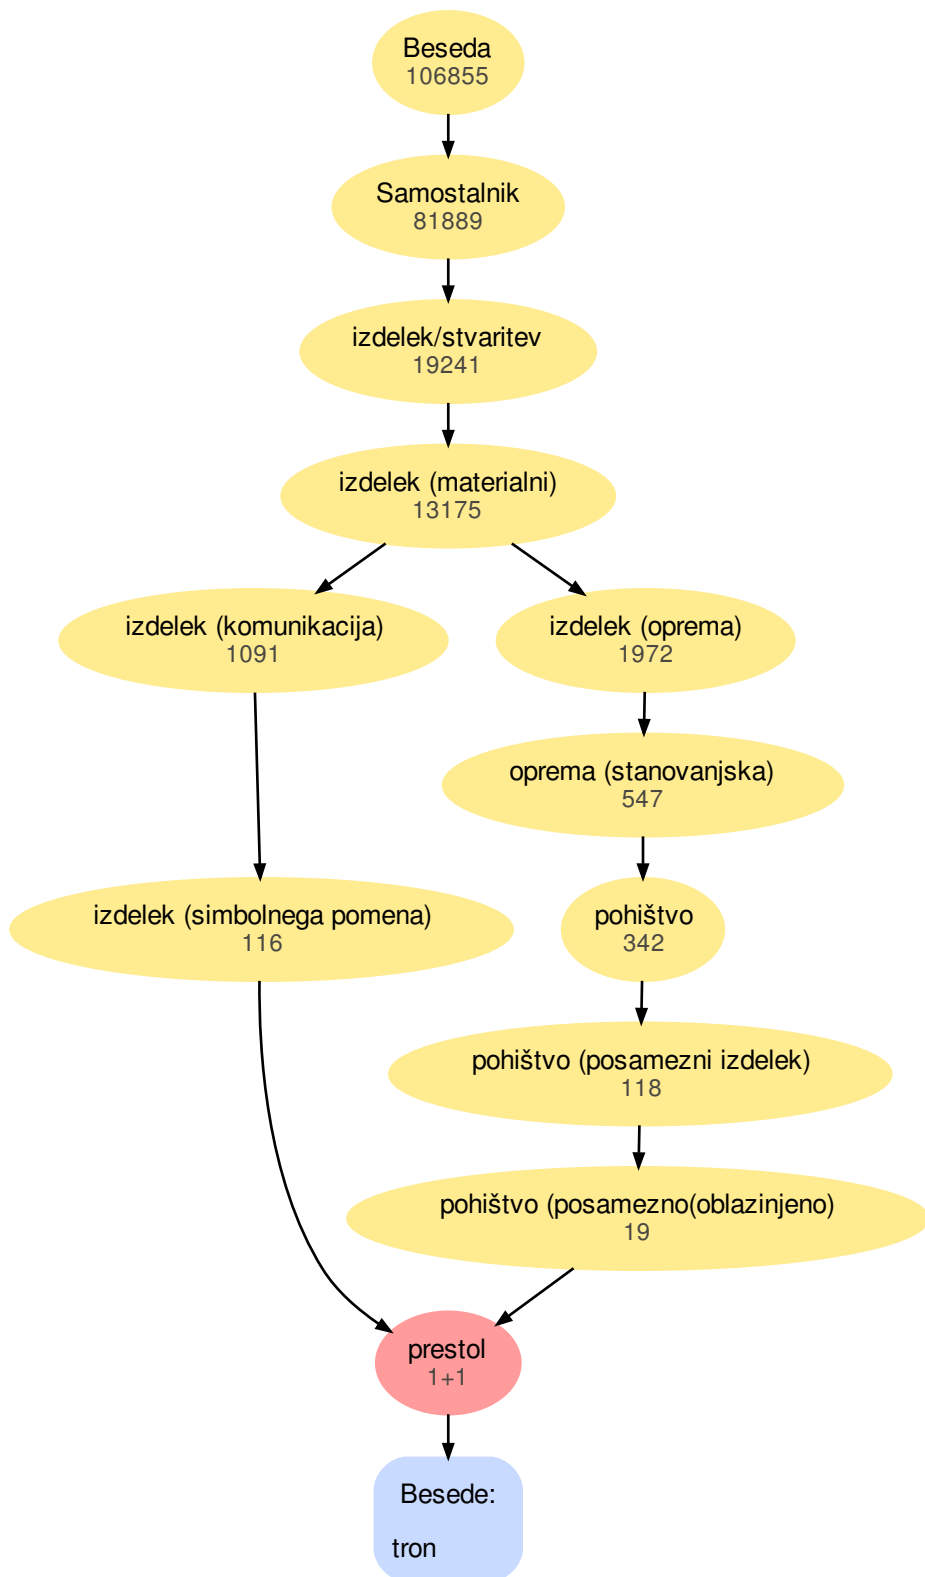 Beseda
106855
Samostalnik
81889
izdelek/stvaritev
19241
izdelek (materialni)
13175
izdelek (komunikacija)
1091
izdelek (oprema)
1972
oprema (stanovanjska)
547
izdelek (simbolnega pomena)
116
pohištvo
342
pohištvo (posamezni izdelek)
118
pohištvo (posamezno(oblazinjeno)
19
prestol
1+1
Besede:
tron